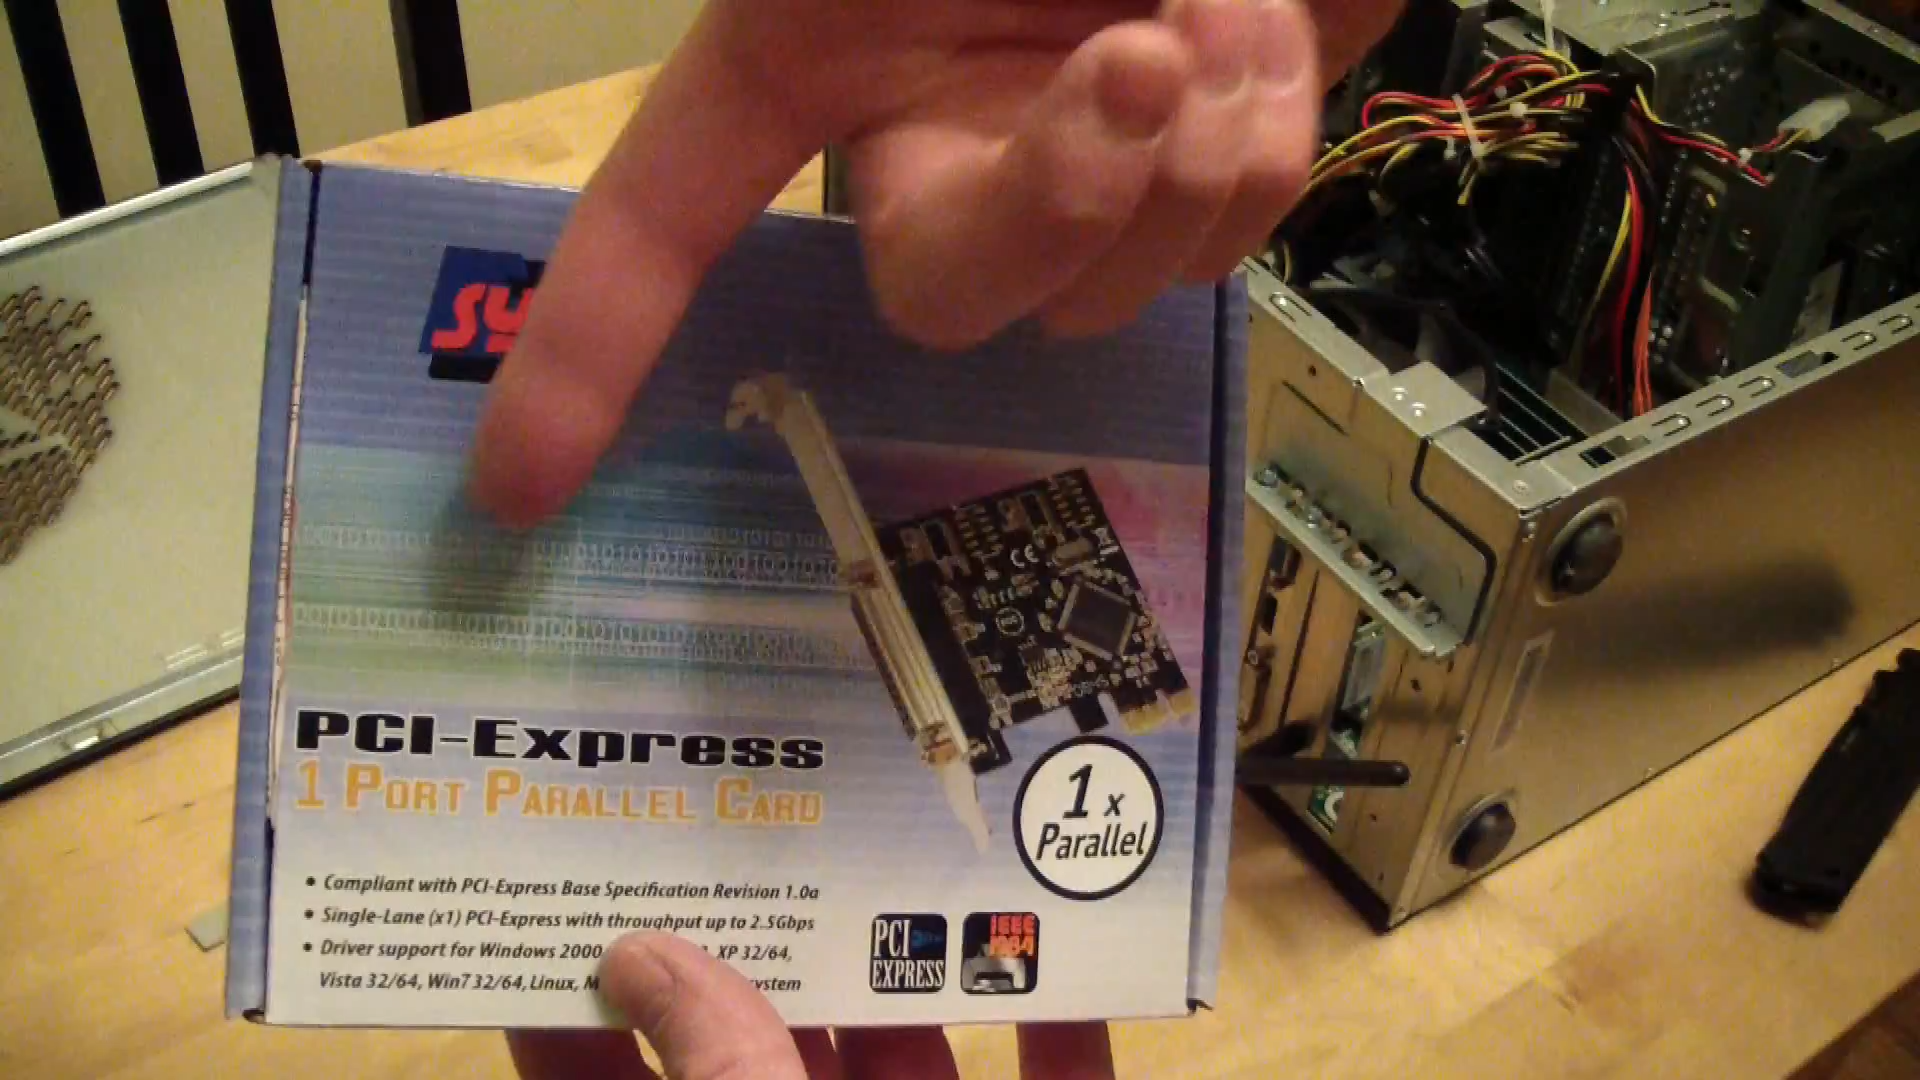 SY
CE
PCI-Express
1 PORT PARALLEL CARD
1 x
Parallel
• Compliant with PCI-Express Base Specification Revision 1.0a
• Single-Lane (x1) PCI-Express with throughput up to 2.5Gbps
• Driver support for Windows 2000 XP 32/64,
Vista 32/64, Win7 32/64, Linux, M
PCI
EXPRESS
IEEE
1284